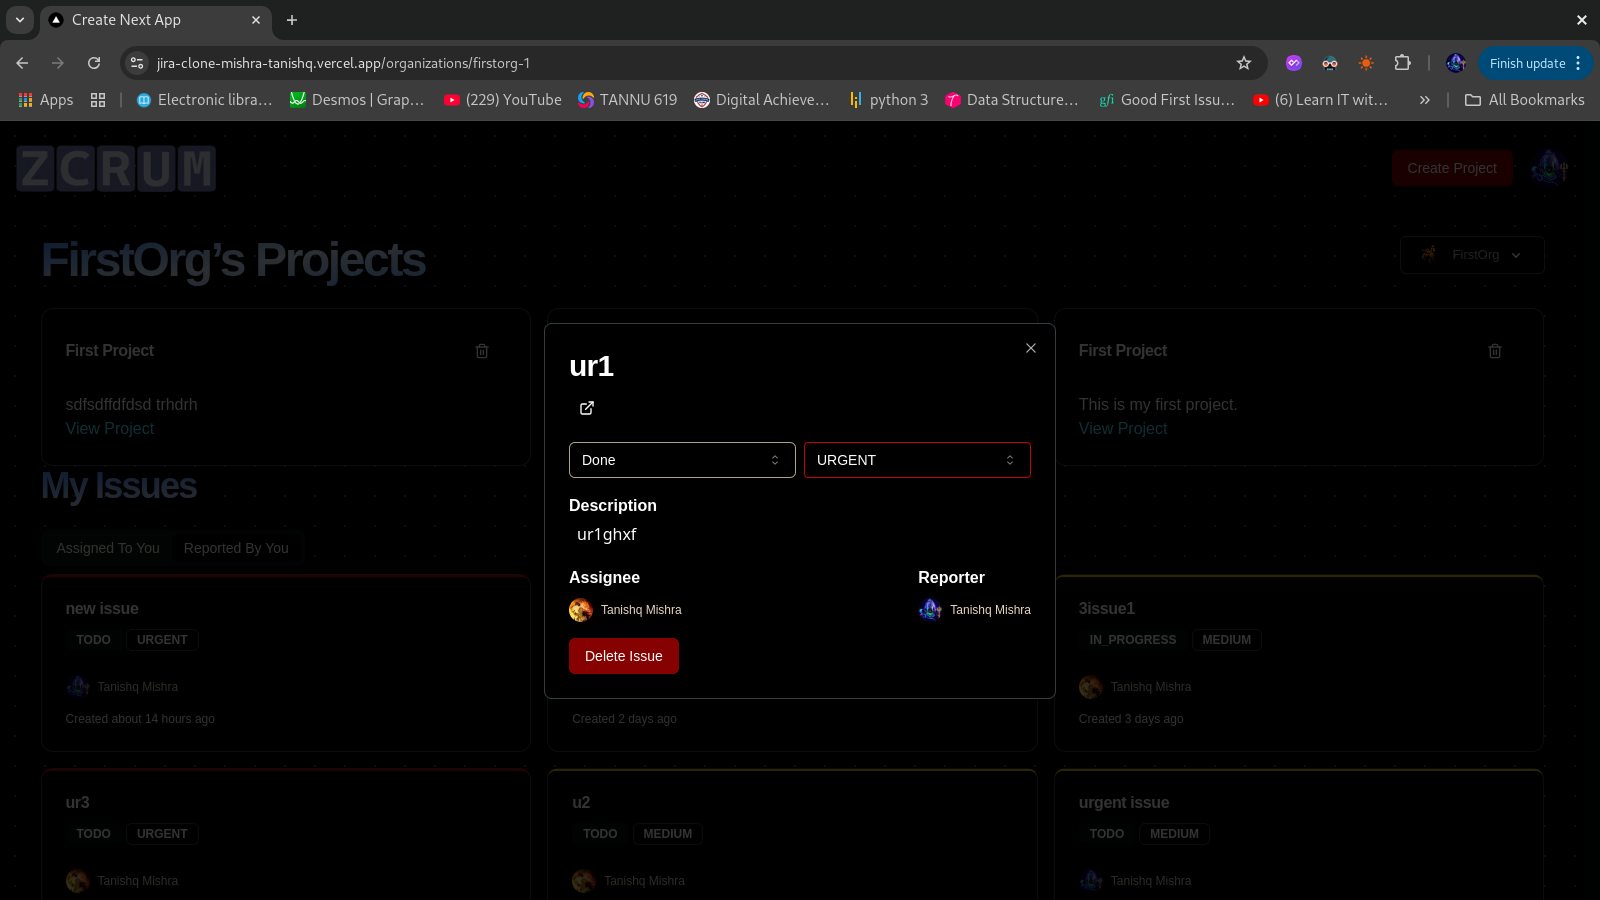 Create Next App
jira-clone-mishra-tanishq.vercel.app/organizations/firstorg-1
Finish update
Apps
Electronic libra...
Desmos | Grap...
(229) YouTube
TANNU 619
Digital Achieve...
python 3
Data Structure...
gfi Good First Issu...
(6) Learn IT wit...
All Bookmarks
ZCRUM
Create Project
FirstOrg's Projects
FirstOrg
First Project
sdfsdffdfdsd trhdrh
View Project
First Project
This is my first project.
View Project
ur1
Done
URGENT
Description
ur1ghxf
Assignee
Reporter
Tanishq Mishra
Tanishq Mishra
Delete Issue
My Issues
Assigned To You
Reported By You
new issue
TODO URGENT
Tanishq Mishra
Created about 14 hours ago
Created 2 days ago
3issue1
IN_PROGRESS MEDIUM
Tanishq Mishra
Created 3 days ago
ur3
TODO URGENT
Tanishq Mishra
u2
TODO MEDIUM
Tanishq Mishra
urgent issue
TODO MEDIUM
Tanishq Mishra